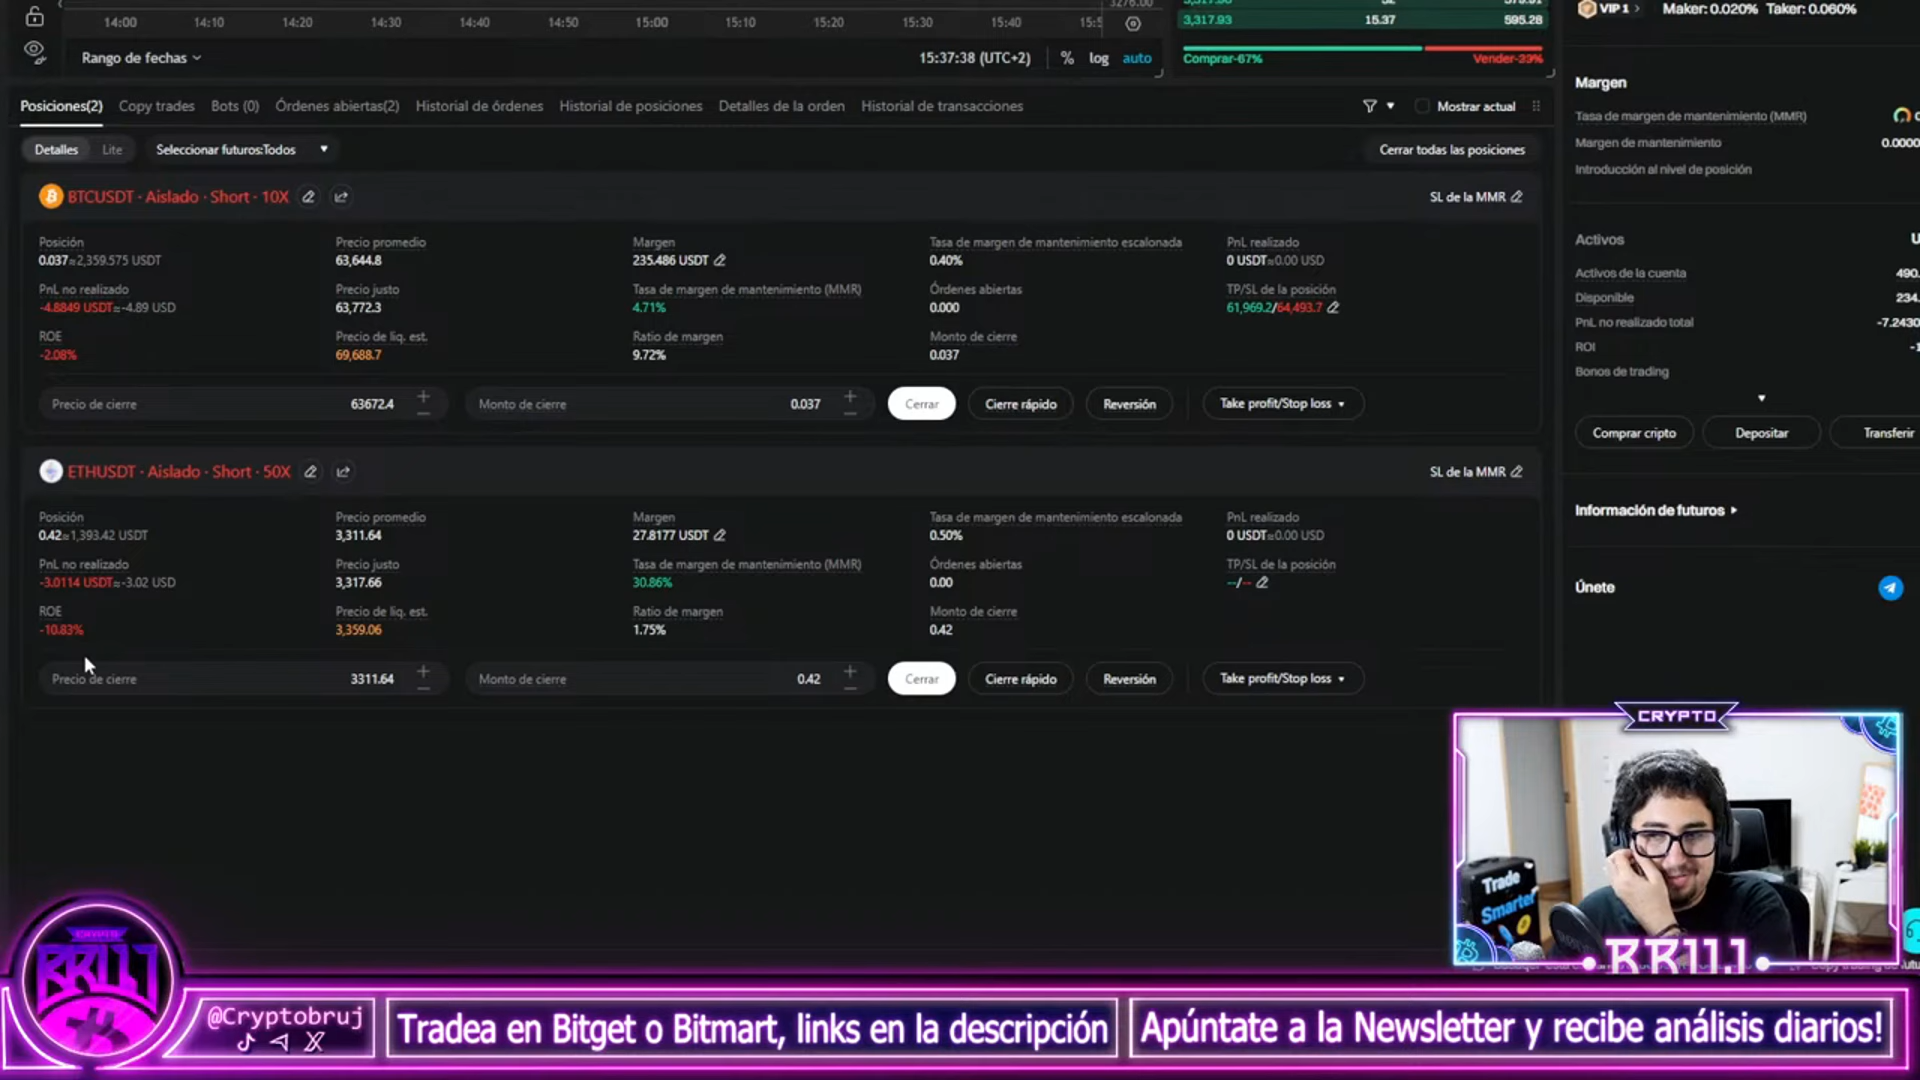 14:00 14:10 14:20 14:30 14:40 14:50 15:00 15:10 15:20 15:30 15:40
3,317.93 15.37 595.28
VIP 1 Maker: 0.020% Taker: 0.060%
Rango de fechas 15:37:38 (UTC+2) % log auto
Comprar-67% Vender-33%
Posiciones(2) Copy trades Bots (0) Órdenes abiertas(2) Historial de órdenes Historial de posiciones Detalles de la orden Historial de transacciones Mostrar actual
Detalles Lite Seleccionar futuros:Todos Cerrar todas las posiciones
BTCUSDT · Aislado · Short · 10X SL de la MMR
Posición Precio promedio Margen Tasa de margen de mantenimiento escalonada PnL realizado
0.037≈2,359.575 USDT 63,644.8 235.486 USDT 0.40% 0 USDT≈0.00 USD
PnL no realizado Precio justo Tasa de margen de mantenimiento (MMR) Órdenes abiertas TP/SL de la posición
-4.8849 USDT≈-4.89 USD 63,772.3 4.71% 0.000 61,969.2/64,493.7
ROE Precio de liq. est. Ratio de margen Monto de cierre
-2.08% 69,688.7 9.72% 0.037
Precio de cierre 63672.4 Monto de cierre 0.037 Cerrar Cierre rápido Reversión Take profit/Stop loss
ETHUSDT · Aislado · Short · 50X SL de la MMR
Posición Precio promedio Margen Tasa de margen de mantenimiento escalonada PnL realizado
0.42≈1,393.42 USDT 3,311.64 27.8177 USDT 0.50% 0 USDT≈0.00 USD
PnL no realizado Precio justo Tasa de margen de mantenimiento (MMR) Órdenes abiertas TP/SL de la posición
-3.0114 USDT≈-3.02 USD 3,317.66 30.86% 0.00 --/--
ROE Precio de liq. est. Ratio de margen Monto de cierre
-10.83% 3,359.06 1.75% 0.42
Precio de cierre 3311.64 Monto de cierre 0.42 Cerrar Cierre rápido Reversión Take profit/Stop loss
Margen
Tasa de margen de mantenimiento (MMR)
Margen de mantenimiento 0.0000
Introducción al nivel de posición
Activos
Activos de la cuenta 490.
Disponible 234.
PnL no realizado total -7.2430
ROI
Bonos de trading
Comprar cripto Depositar Transferir
Información de futuros
Únete
CRYPTO
Trade
Smarter
BRUJ
CRYPTO
BRUJ
@Cryptobruj
Tradea en Bitget o Bitmart, links en la descripción
Apúntate a la Newsletter y recibe análisis diarios!